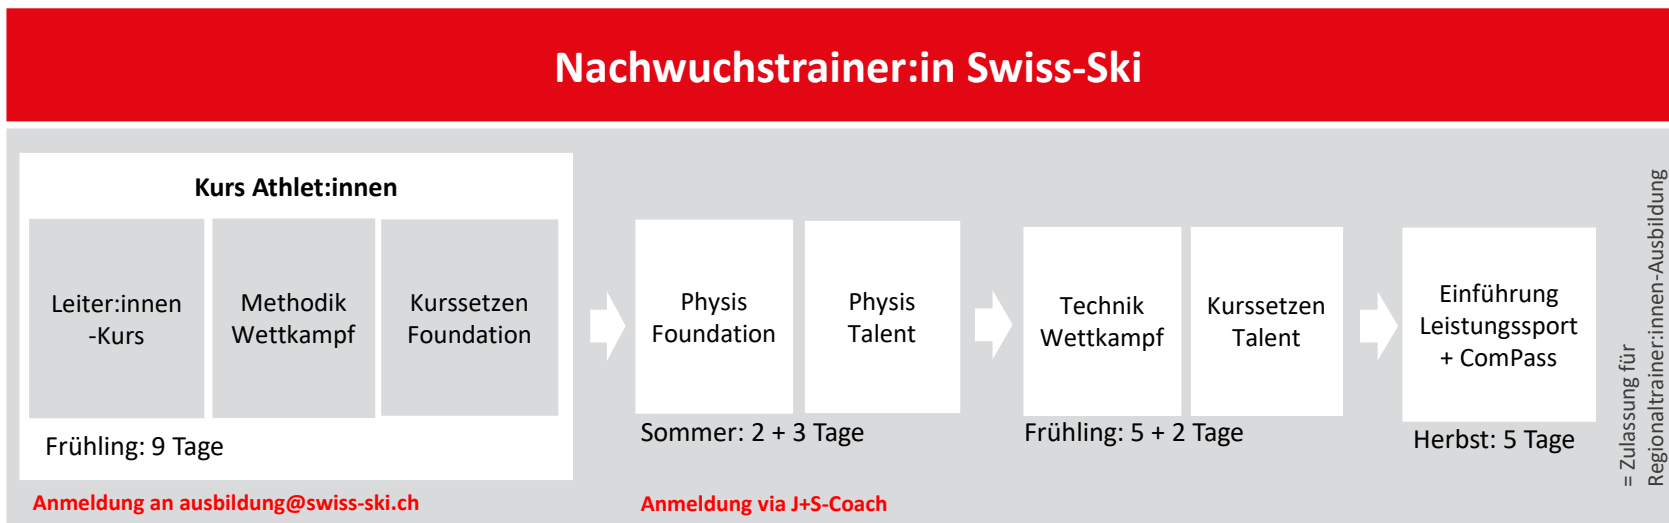 Nachwuchstrainer:in Swiss-Ski
Kurs Athlet:innen
Leiter:innen
-Kurs
Methodik
Wettkampf
Kurssetzen
Foundation
Frühling: 9 Tage
Anmeldung an ausbildung@swiss-ski.ch
Physis
Foundation
Physis
Talent
Sommer: 2 + 3 Tage
Anmeldung via J+S-Coach
Technik
Wettkampf
Kurssetzen
Talent
Frühling: 5 + 2 Tage
Einführung
Leistungssport
+ ComPass
Herbst: 5 Tage
= Zulassung für
Regionaltrainer:innen-Ausbildung